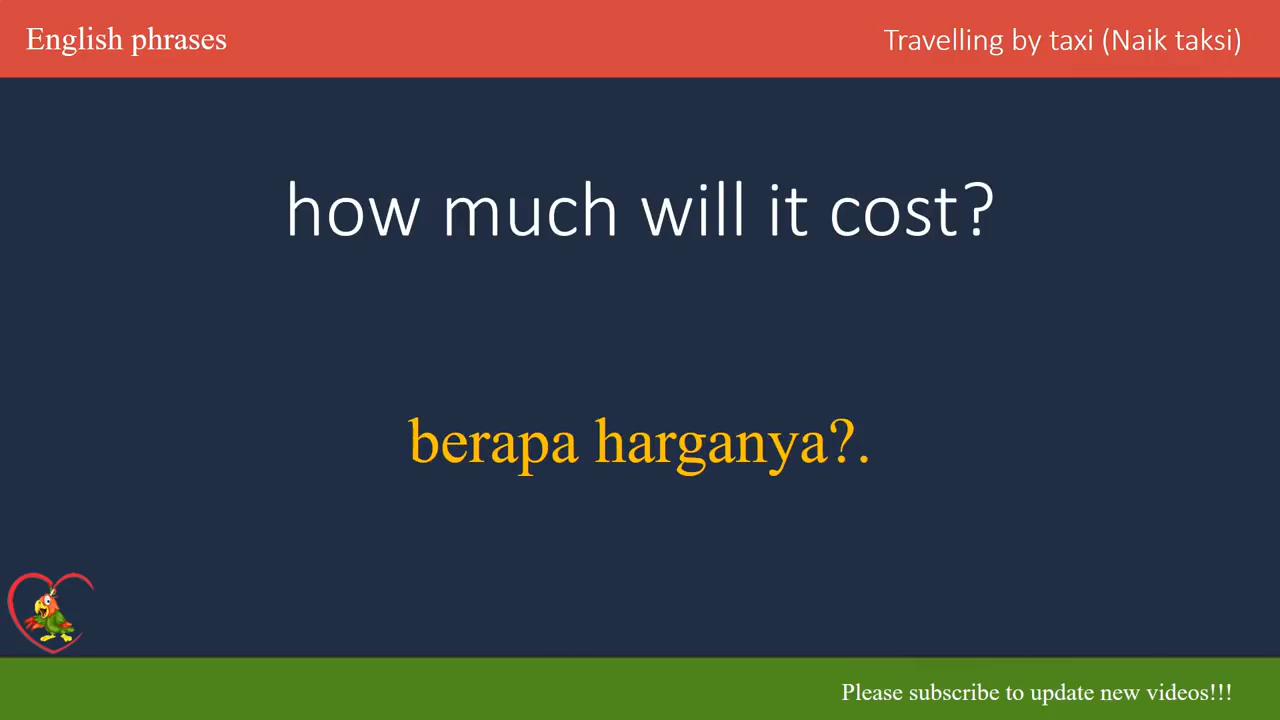 English phrases
Travelling by taxi (Naik taksi)
how much will it cost?
berapa harganya?.
Please subscribe to update new videos!!!